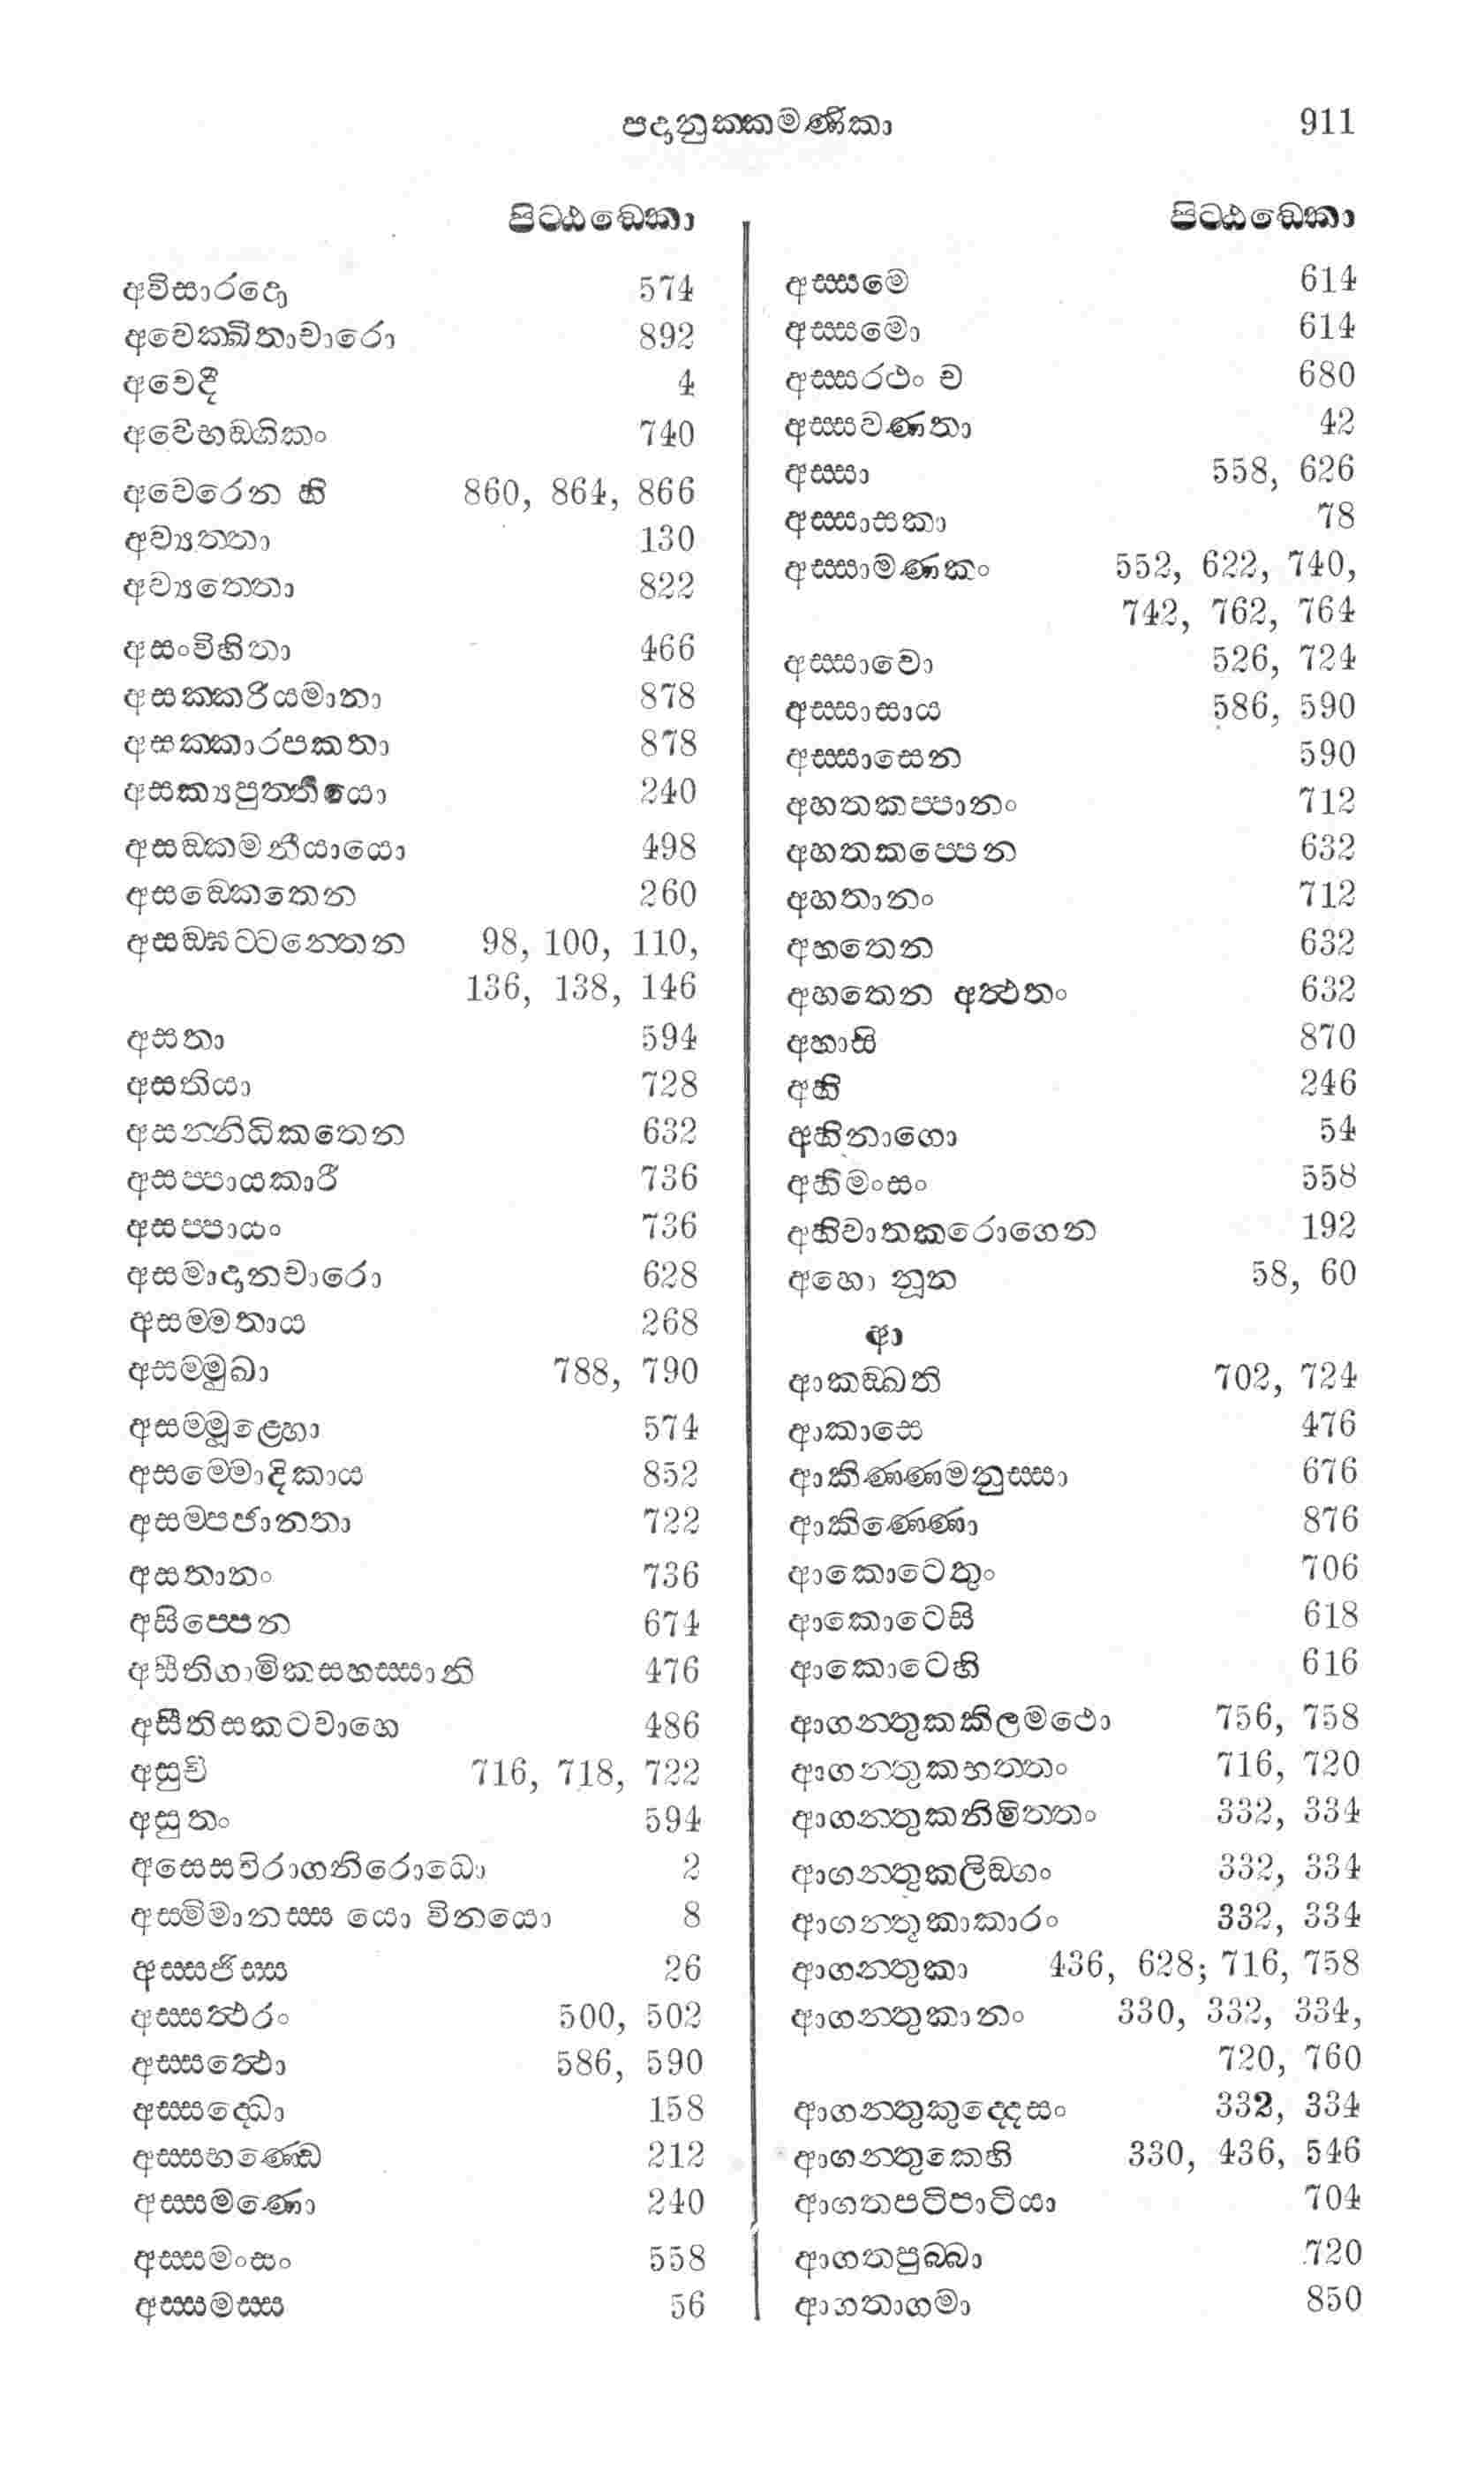 පදානුක්කමණිකා 911
පිට්ඨඞ්කො
අවිසාරදො 574
අවෙක්ඛිතාචාරො 892
අවෙදි 4
අවෙභඞ්ගිකං 740
අවෙරෙන හි 860, 864, 866
අව්‍යත්තා 130
අව්‍යත්තො 822
අසංවිහිතා 466
අසක්කරියමානා 878
අසක්කාරපකතා 878
අසක්‍යපුත්තියො 240
අසඞ්කමනීයායො 498
අසඞ්කෙතෙන 260
අසඞ්ඝට්ටන්තෙන 98, 100, 110,
136, 138, 146
අසතා 594
අසතියා 728
අසන්නිධිකතෙන 632
අසප්පායකාරී 736
අසප්පායං 736
අසමාදානචාරො 628
අසම්මතාය 268
අසම්මුඛා 788, 790
අසම්මූළ්හො 574
අසම්මොදිකාය 852
අසම්පජානතා 722
අසතානං 736
අසිප්පෙන 674
අසීතිගාමිකසහස්සානි 476
අසීතිසකටවාහෙ 486
අසුචි 716, 718, 722
අසුතං 594
අසෙසවිරාගනිරොධො 2
අස්මිමානස්ස යො විනයො 8
අස්සජිස්ස 26
අස්සත්ථරං 500, 502
අස්සත්ථො 586, 590
අස්සද්ධො 158
අස්සභණ්ඩෙ 212
අස්සමණො 240
අස්සමංසං 558
අස්සමස්ස 56
පිට්ඨඞ්කො
අස්සමෙ 614
අස්සමො 614
අස්සරථං ච 680
අස්සවණතා 42
අස්සා 558, 626
අස්සාසකා 78
අස්සාමණකං 552, 622, 740,
742, 762, 764
අස්සාවො 526, 724
අස්සාසාය 586, 590
අස්සාසෙන 590
අහතකප්පානං 712
අහතකප්පෙන 632
අහතානං 712
අහතෙන 632
අහතෙන අත්ථතං 632
අහාසි 870
අහි 246
අහිනාගො 54
අහිමංසං 558
අහිවාතකරොගෙන 192
අහො නූන 58, 60
ආ
ආකඞ්ඛති 702, 724
ආකාසෙ 476
ආකිණ්ණමනුස්සා 676
ආකිණ්ණො 876
ආකොටෙතුං 706
ආකොටෙසි 618
ආකොටෙහි 616
ආගන්තුකකිලමථො 756, 758
ආගන්තුකභත්තං 716, 720
ආගන්තුකනිමිත්තං 332, 334
ආගන්තුකලිඞ්ගං 332, 334
ආගන්තුකාකාරං 332, 334
ආගන්තුකා 436, 628; 716, 758
ආගන්තුකානං 330, 332, 334,
720, 760
ආගන්තුකුද්දෙසං 332, 334
ආගන්තුකෙහි 330, 436, 546
ආගතපටිපාටියා 704
ආගතපුබ්බා 720
ආගතාගමා 850